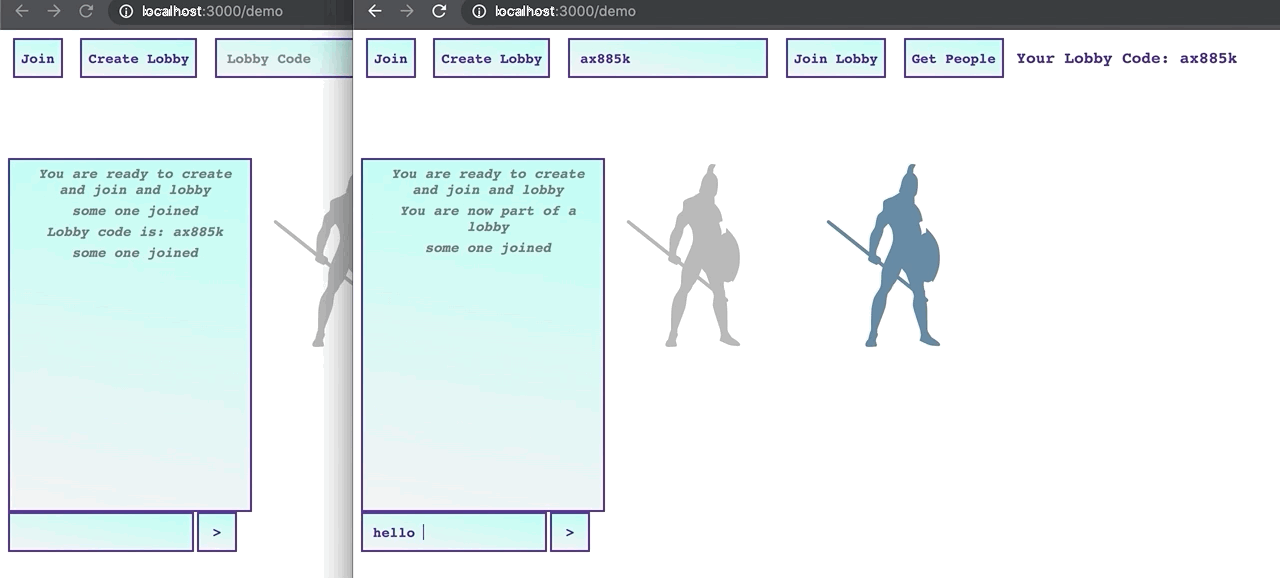 localhost:3000/demo
Join
Create Lobby
Lobby Code
You are ready to create
and join and lobby
some one joined
Lobby code is: ax885k
some one joined
>
localhost:3000/demo
Join
Create Lobby
ax885k
Join Lobby
Get People
Your Lobby Code: ax885k
You are ready to create
and join and lobby
You are now part of a
lobby
some one joined
hello
>